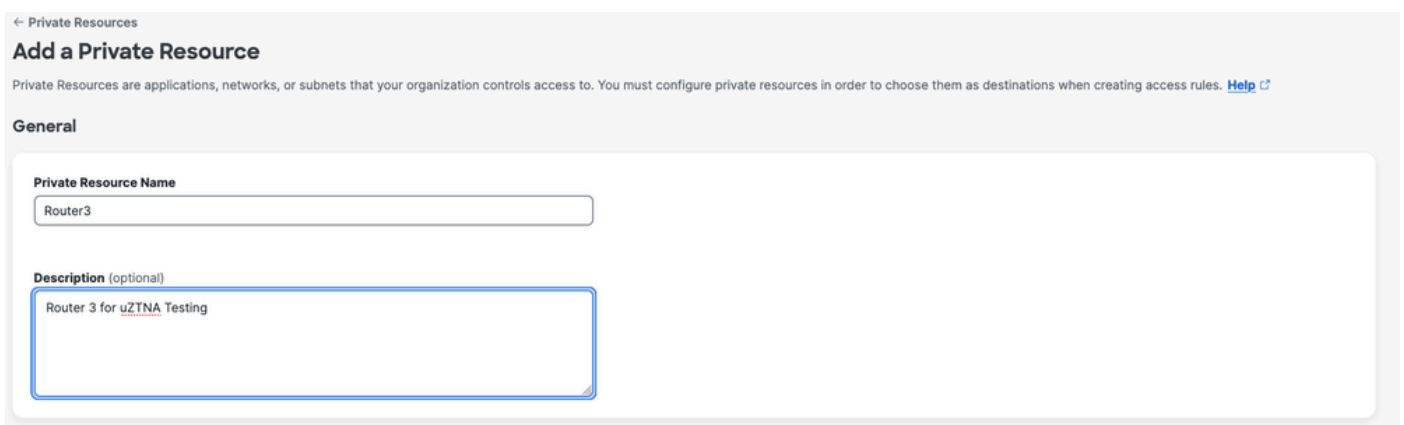 ← Private Resources
Add a Private Resource
Private Resources are applications, networks, or subnets that your organization controls access to. You must configure private resources in order to choose them as destinations when creating access rules. Help
General
Private Resource Name
Router3
Description (optional)
Router 3 for uZTNA Testing